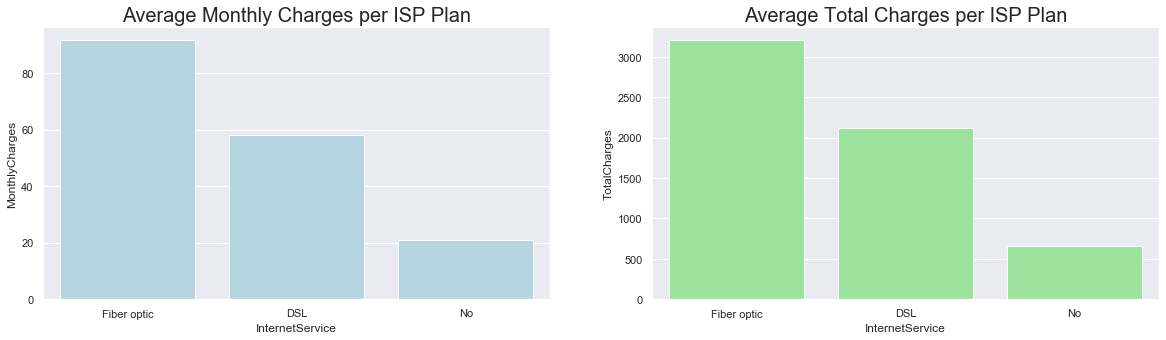 Average Monthly Charges per ISP Plan
MonthlyCharges
80
60
40
20
0
Fiber optic
DSL
No
InternetService
Average Total Charges per ISP Plan
TotalCharges
3000
2500
2000
1500
1000
500
0
Fiber optic
DSL
No
InternetService